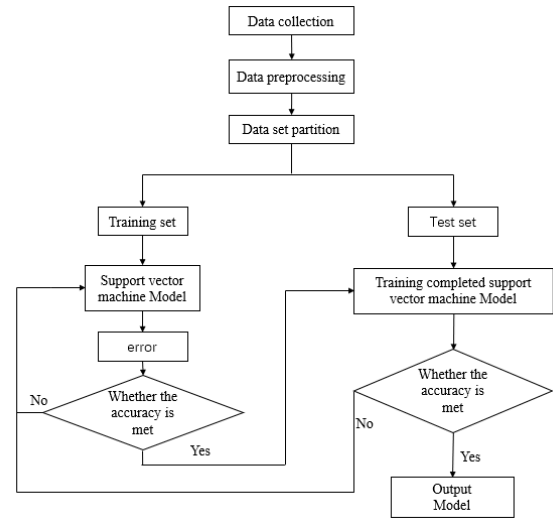 Data collection
Data preprocessing
Data set partition
Training set
Test set
Support vector
machine Model
Training completed support
vector machine Model
error
Whether the
accuracy is
met
Whether the
accuracy is
met
No
Yes
No
Yes
Output
Model